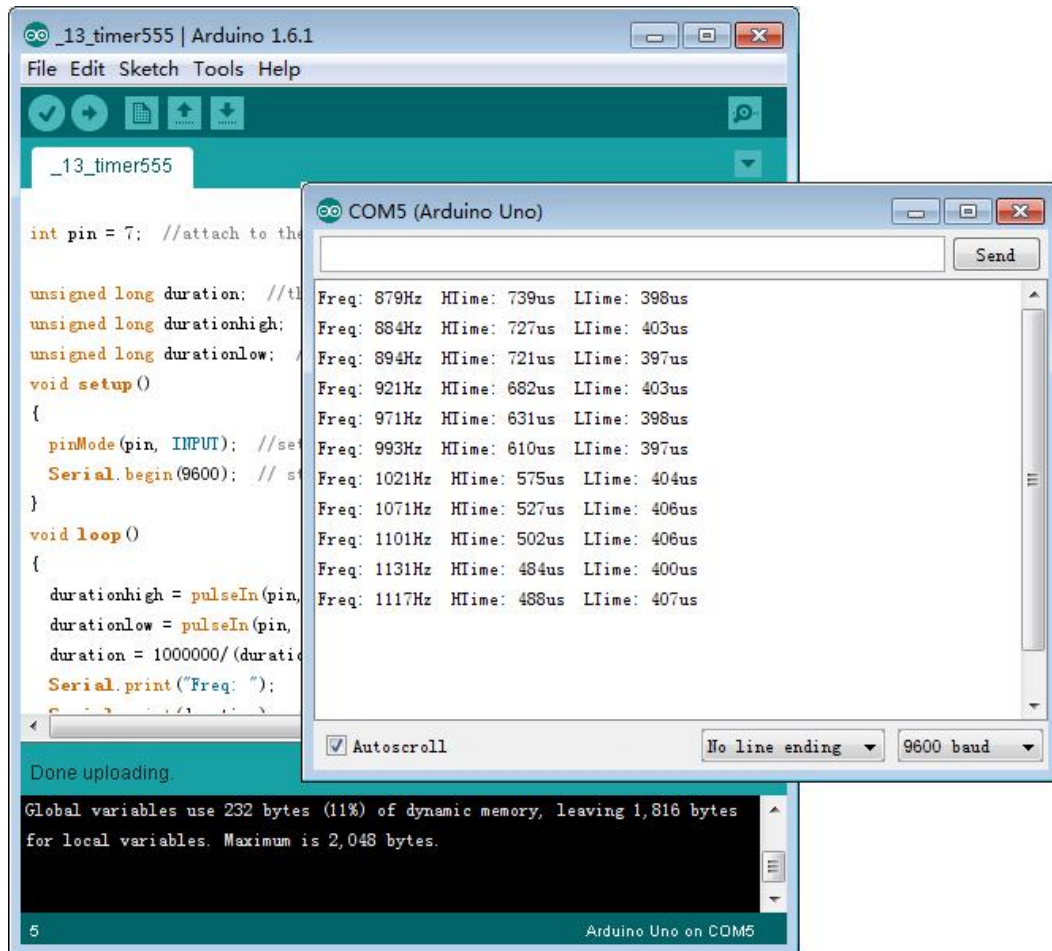 _13_timer555 | Arduino 1.6.1
File Edit Sketch Tools Help
_13_timer555
int pin = 7; //attach to the
unsigned long duration; //th
unsigned long durationhigh;
unsigned long durationlow; /
void setup()
{
pinMode(pin, INPUT); //set
Serial.begin(9600); // st
}
void loop()
{
durationhigh = pulseIn(pin,
durationlow = pulseIn(pin,
duration = 1000000/(duratio
Serial.print("Freq: ");
COM5 (Arduino Uno)
Send
Freq: 879Hz HTime: 739us LTime: 398us
Freq: 884Hz HTime: 727us LTime: 403us
Freq: 894Hz HTime: 721us LTime: 397us
Freq: 921Hz HTime: 682us LTime: 403us
Freq: 971Hz HTime: 631us LTime: 398us
Freq: 993Hz HTime: 610us LTime: 397us
Freq: 1021Hz HTime: 575us LTime: 404us
Freq: 1071Hz HTime: 527us LTime: 406us
Freq: 1101Hz HTime: 502us LTime: 406us
Freq: 1131Hz HTime: 484us LTime: 400us
Freq: 1117Hz HTime: 488us LTime: 407us
Autoscroll No line ending 9600 baud
Done uploading.
Global variables use 232 bytes (11%) of dynamic memory, leaving 1,816 bytes
for local variables. Maximum is 2,048 bytes.
5 Arduino Uno on COM5